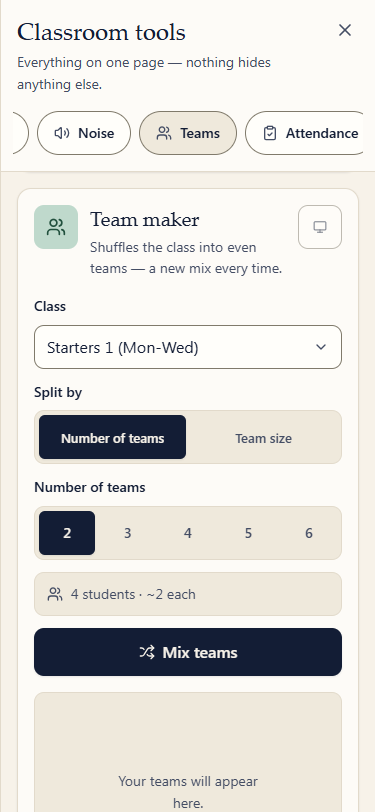 Classroom tools
Everything on one page — nothing hides
anything else.
Noise
Teams
Attendance
Team maker
Shuffles the class into even
teams — a new mix every time.
Class
Starters 1 (Mon-Wed)
Split by
Number of teams
Team size
Number of teams
2
3
4
5
6
4 students · ~2 each
Mix teams
Your teams will appear
here.